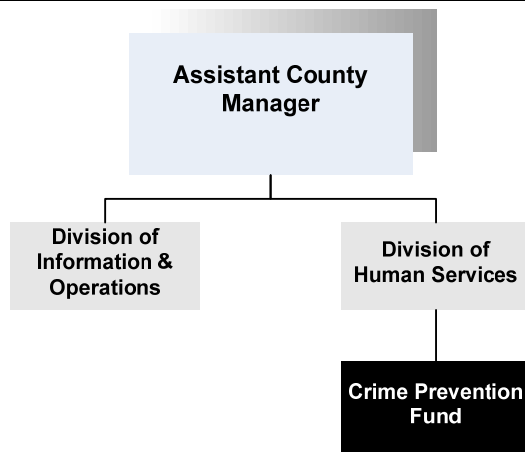 Assistant County
Manager
Division of
Information &
Operations
Division of
Human Services
Crime Prevention
Fund